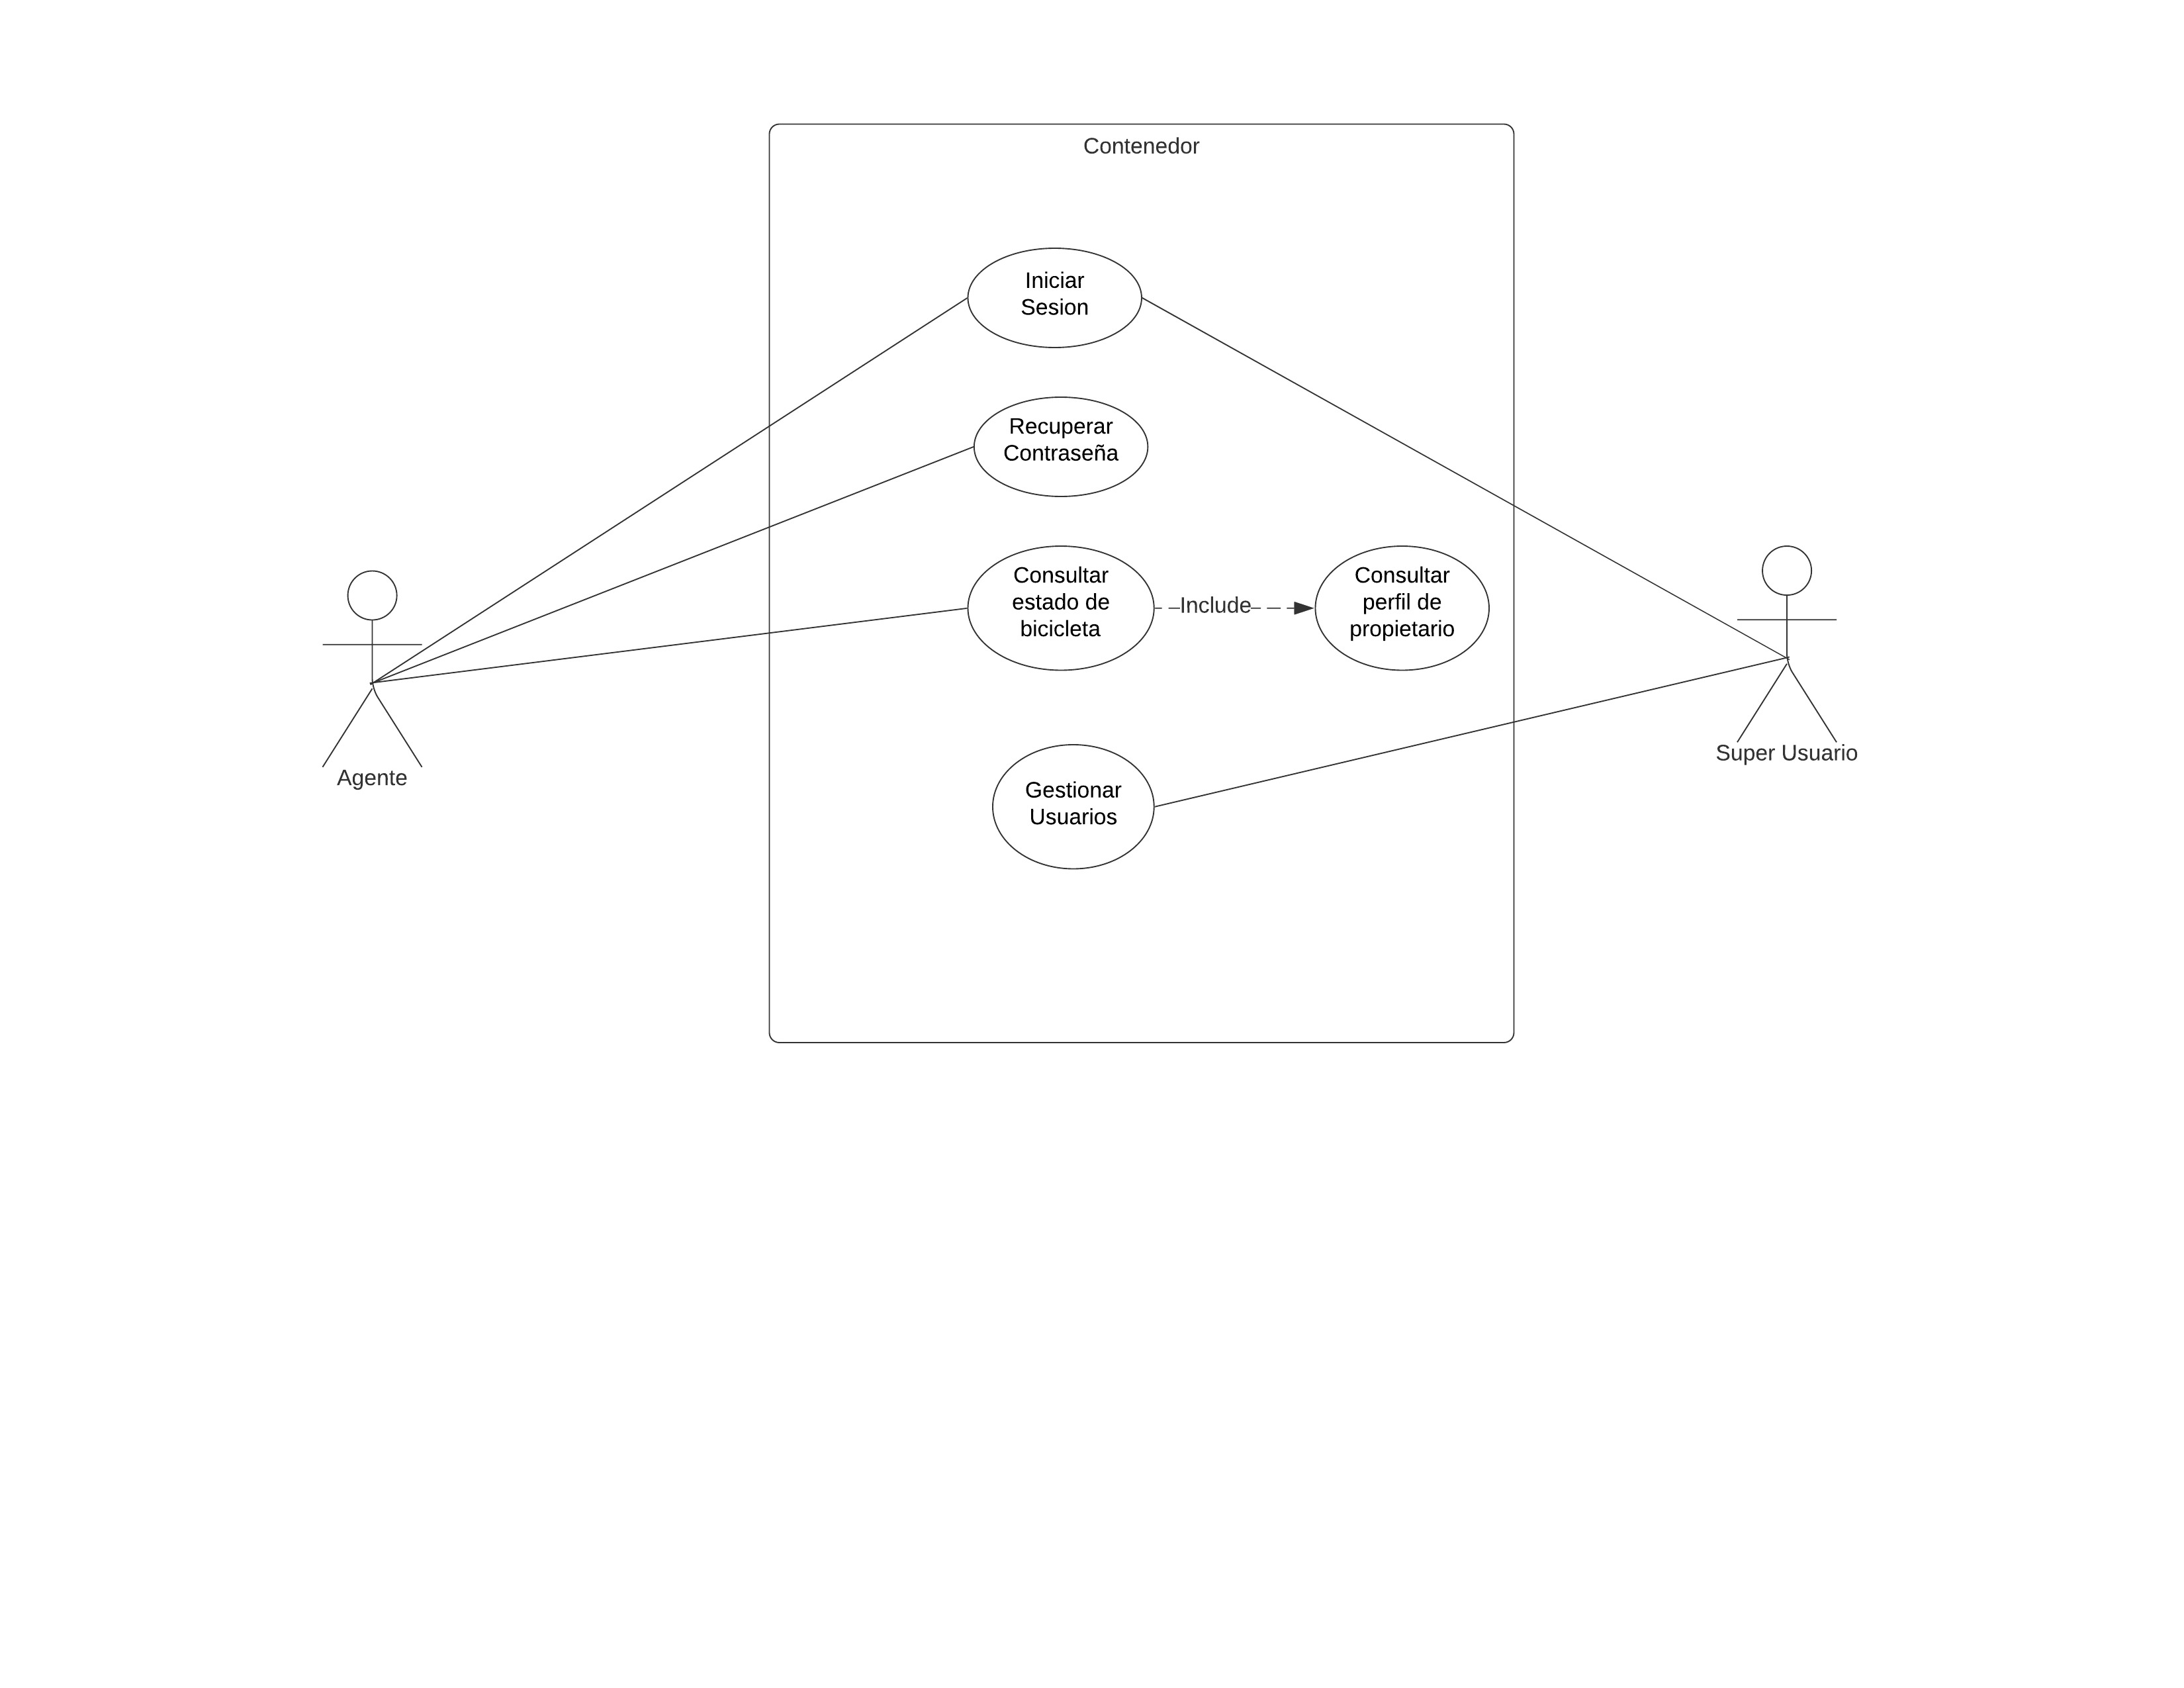 Contenedor
Iniciar
Sesion
Recuperar
Contraseña
Consultar
estado de
bicicleta
Include
Consultar
perfil de
propietario
Gestionar
Usuarios
Agente
Super Usuario